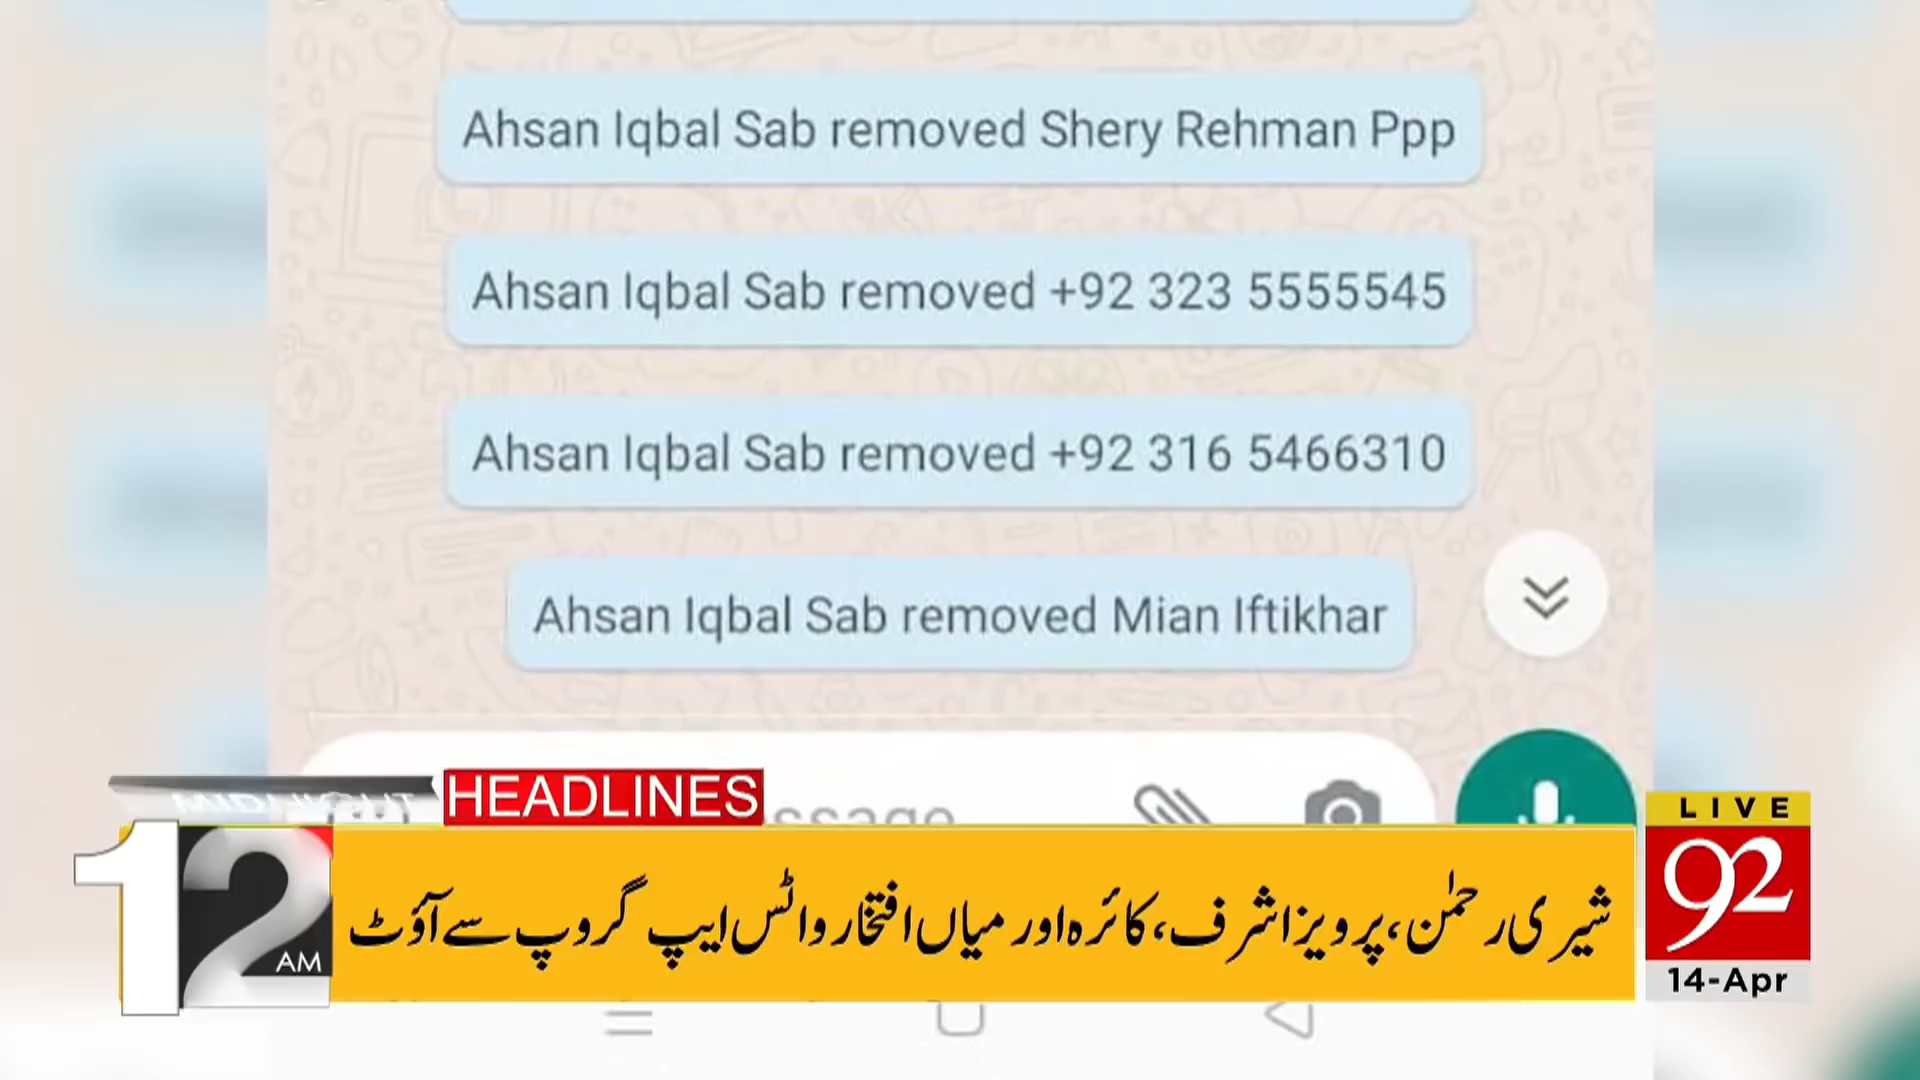 Ahsan Iqbal Sab removed Shery Rehman Ppp
Ahsan Iqbal Sab removed +92 323 5555545
Ahsan Iqbal Sab removed +92 316 5466310
Ahsan Iqbal Sab removed Mian Iftikhar
MIDNIGHT
HEADLINES
12
AM
شیری رحمٰن، پرویز اشرف، کائرہ اور میاں افتخار واٹس ایپ گروپ سے آؤٹ
LIVE
92
14-Apr